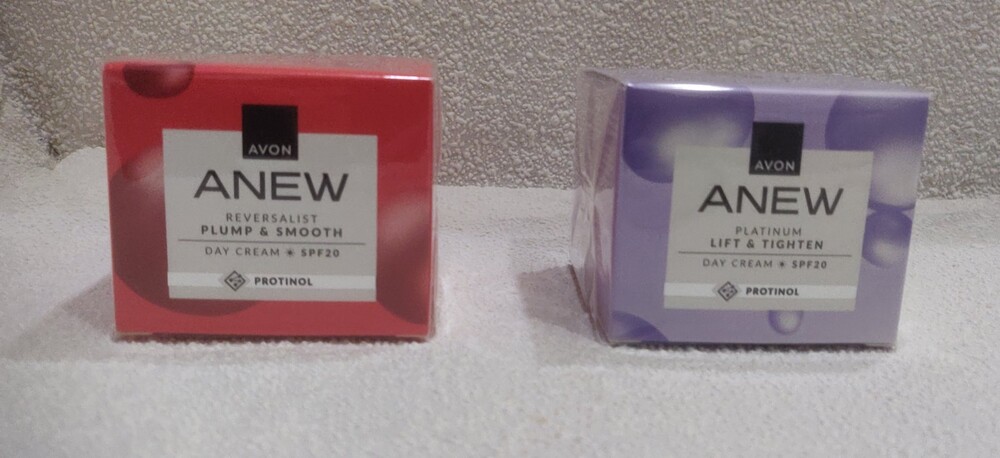 AVON
ANEW
REVERSALIST
PLUMP & SMOOTH
DAY CREAM ☀ SPF20
PROTINOL
AVON
ANEW
PLATINUM
LIFT & TIGHTEN
DAY CREAM ☀ SPF20
PROTINOL